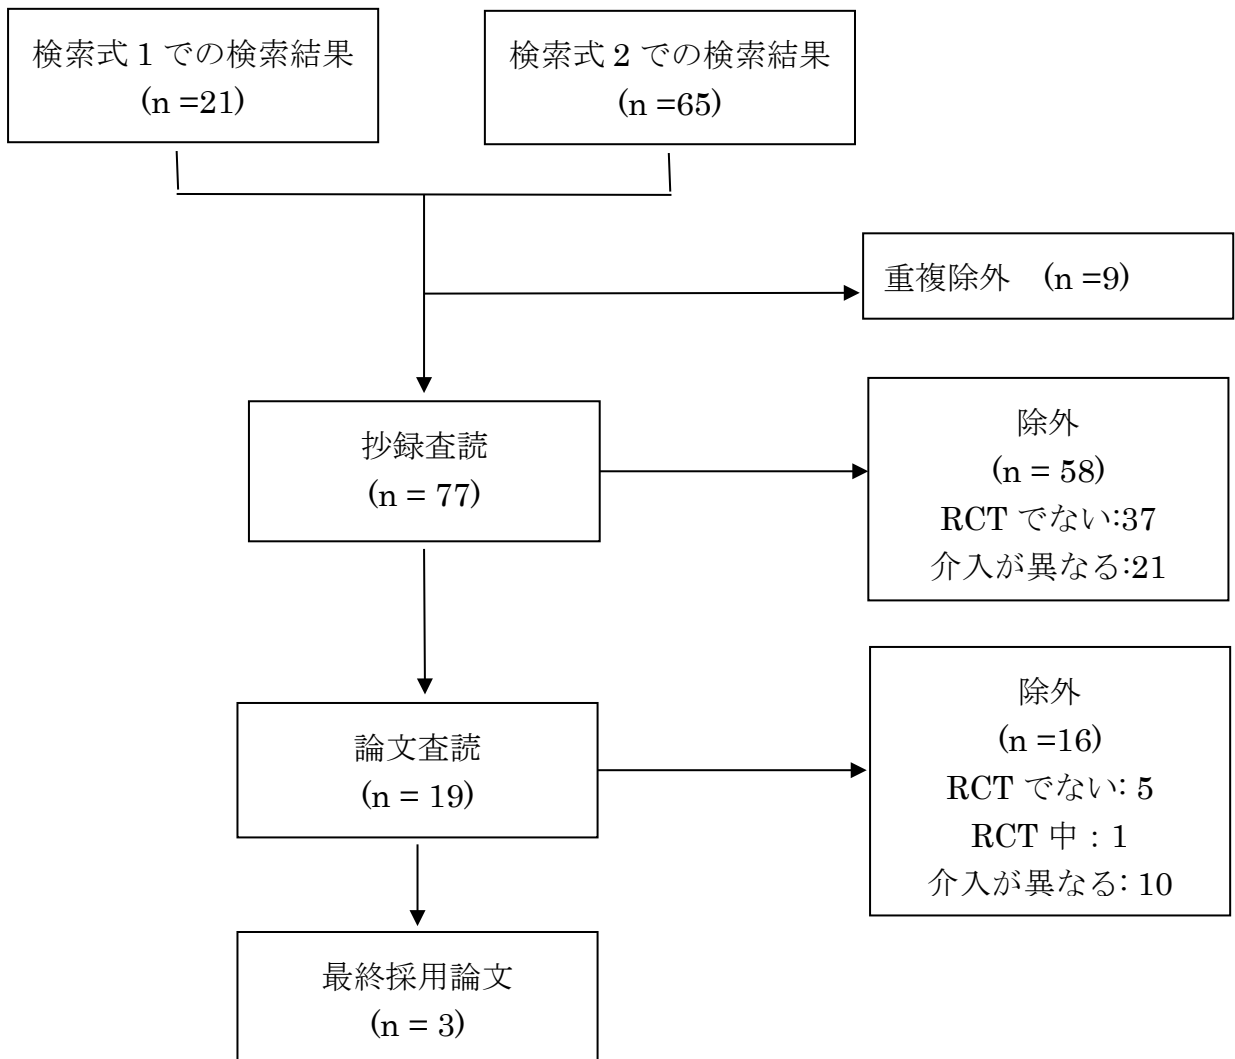 検索式 1 での検索結果
(n =21)
検索式 2 での検索結果
(n =65)
重複除外　(n =9)
抄録査読
(n = 77)
除外
(n = 58)
RCT でない:37
介入が異なる:21
論文査読
(n = 19)
除外
(n =16)
RCT でない: 5
RCT 中 : 1
介入が異なる: 10
最終採用論文
(n = 3)